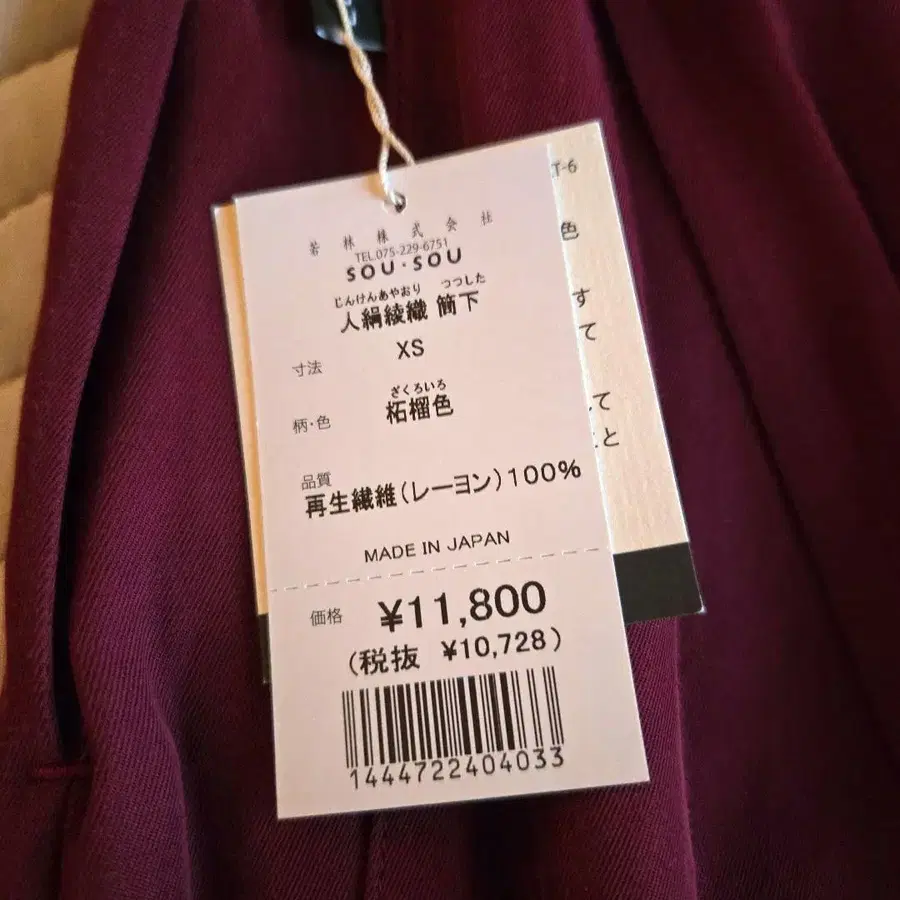 若林株式会社
TEL.075-229-6751
SOU・SOU
じんけんあやおり つつした
人絹綾織 筒下
寸法 XS
ざくろいろ
柄・色 柘榴色
品質
再生繊維(レーヨン)100%
MADE IN JAPAN
価格 ¥11,800
(税抜 ¥10,728)
1444722404033
T-6
色
す
て
て
こと